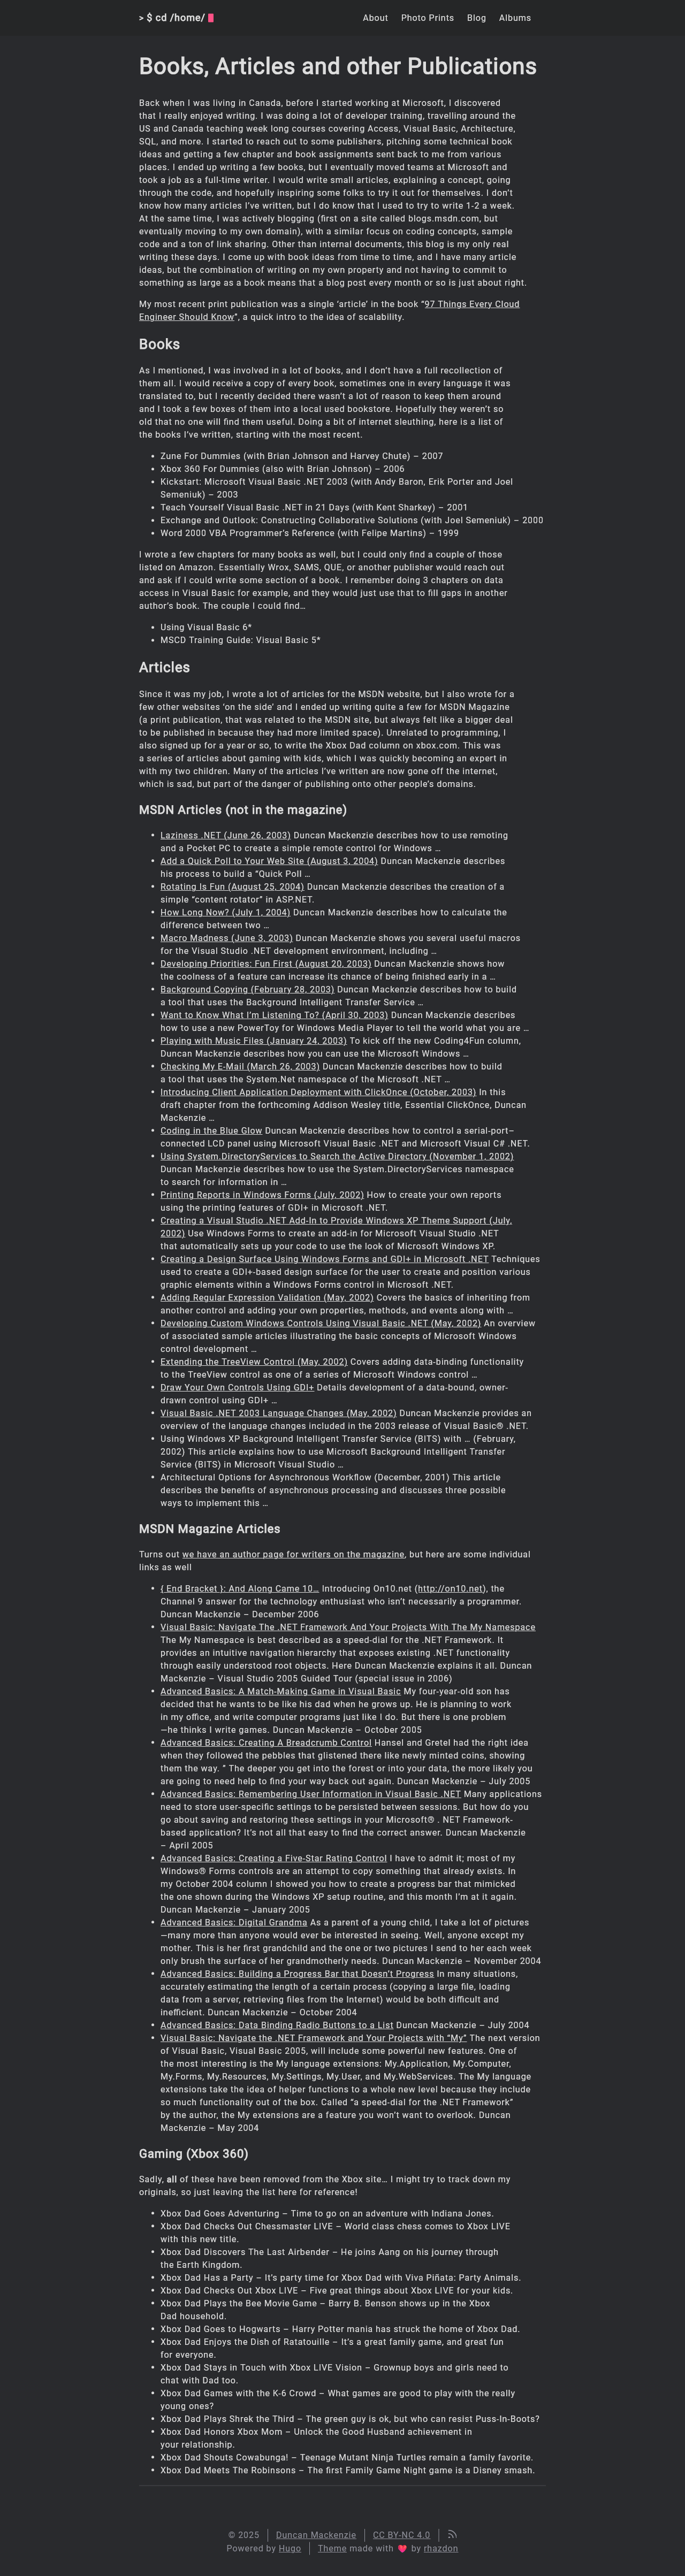 > $ cd /home/
About Photo Prints Blog Albums
Books, Articles and other Publications
Back when I was living in Canada, before I started working at Microsoft, I discovered
that I really enjoyed writing. I was doing a lot of developer training, travelling around the
US and Canada teaching week long courses covering Access, Visual Basic, Architecture,
SQL, and more. I started to reach out to some publishers, pitching some technical book
ideas and getting a few chapter and book assignments sent back to me from various
places. I ended up writing a few books, but I eventually moved teams at Microsoft and
took a job as a full-time writer. I would write small articles, explaining a concept, going
through the code, and hopefully inspiring some folks to try it out for themselves. I don’t
know how many articles I’ve written, but I do know that I used to try to write 1-2 a week.
At the same time, I was actively blogging (first on a site called blogs.msdn.com, but
eventually moving to my own domain), with a similar focus on coding concepts, sample
code and a ton of link sharing. Other than internal documents, this blog is my only real
writing these days. I come up with book ideas from time to time, and I have many article
ideas, but the combination of writing on my own property and not having to commit to
something as large as a book means that a blog post every month or so is just about right.
My most recent print publication was a single ‘article’ in the book “97 Things Every Cloud
Engineer Should Know”, a quick intro to the idea of scalability.
Books
As I mentioned, I was involved in a lot of books, and I don’t have a full recollection of
them all. I would receive a copy of every book, sometimes one in every language it was
translated to, but I recently decided there wasn’t a lot of reason to keep them around
and I took a few boxes of them into a local used bookstore. Hopefully they weren’t so
old that no one will find them useful. Doing a bit of internet sleuthing, here is a list of
the books I’ve written, starting with the most recent.
• Zune For Dummies (with Brian Johnson and Harvey Chute) – 2007
• Xbox 360 For Dummies (also with Brian Johnson) – 2006
• Kickstart: Microsoft Visual Basic .NET 2003 (with Andy Baron, Erik Porter and Joel
Semeniuk) – 2003
• Teach Yourself Visual Basic .NET in 21 Days (with Kent Sharkey) – 2001
• Exchange and Outlook: Constructing Collaborative Solutions (with Joel Semeniuk) – 2000
• Word 2000 VBA Programmer’s Reference (with Felipe Martins) – 1999
I wrote a few chapters for many books as well, but I could only find a couple of those
listed on Amazon. Essentially Wrox, SAMS, QUE, or another publisher would reach out
and ask if I could write some section of a book. I remember doing 3 chapters on data
access in Visual Basic for example, and they would just use that to fill gaps in another
author’s book. The couple I could find…
• Using Visual Basic 6*
• MSCD Training Guide: Visual Basic 5*
Articles
Since it was my job, I wrote a lot of articles for the MSDN website, but I also wrote for a
few other websites ‘on the side’ and I ended up writing quite a few for MSDN Magazine
(a print publication, that was related to the MSDN site, but always felt like a bigger deal
to be published in because they had more limited space). Unrelated to programming, I
also signed up for a year or so, to write the Xbox Dad column on xbox.com. This was
a series of articles about gaming with kids, which I was quickly becoming an expert in
with my two children. Many of the articles I’ve written are now gone off the internet,
which is sad, but part of the danger of publishing onto other people’s domains.
MSDN Articles (not in the magazine)
• Laziness .NET (June 26, 2003) Duncan Mackenzie describes how to use remoting
and a Pocket PC to create a simple remote control for Windows …
• Add a Quick Poll to Your Web Site (August 3, 2004) Duncan Mackenzie describes
his process to build a “Quick Poll …
• Rotating Is Fun (August 25, 2004) Duncan Mackenzie describes the creation of a
simple “content rotator” in ASP.NET.
• How Long Now? (July 1, 2004) Duncan Mackenzie describes how to calculate the
difference between two …
• Macro Madness (June 3, 2003) Duncan Mackenzie shows you several useful macros
for the Visual Studio .NET development environment, including …
• Developing Priorities: Fun First (August 20, 2003) Duncan Mackenzie shows how
the coolness of a feature can increase its chance of being finished early in a …
• Background Copying (February 28, 2003) Duncan Mackenzie describes how to build
a tool that uses the Background Intelligent Transfer Service …
• Want to Know What I’m Listening To? (April 30, 2003) Duncan Mackenzie describes
how to use a new PowerToy for Windows Media Player to tell the world what you are …
• Playing with Music Files (January 24, 2003) To kick off the new Coding4Fun column,
Duncan Mackenzie describes how you can use the Microsoft Windows …
• Checking My E-Mail (March 26, 2003) Duncan Mackenzie describes how to build
a tool that uses the System.Net namespace of the Microsoft .NET …
• Introducing Client Application Deployment with ClickOnce (October, 2003) In this
draft chapter from the forthcoming Addison Wesley title, Essential ClickOnce, Duncan
Mackenzie …
• Coding in the Blue Glow Duncan Mackenzie describes how to control a serial-port–
connected LCD panel using Microsoft Visual Basic .NET and Microsoft Visual C# .NET.
• Using System.DirectoryServices to Search the Active Directory (November 1, 2002)
Duncan Mackenzie describes how to use the System.DirectoryServices namespace
to search for information in …
• Printing Reports in Windows Forms (July, 2002) How to create your own reports
using the printing features of GDI+ in Microsoft .NET.
• Creating a Visual Studio .NET Add-In to Provide Windows XP Theme Support (July,
2002) Use Windows Forms to create an add-in for Microsoft Visual Studio .NET
that automatically sets up your code to use the look of Microsoft Windows XP.
• Creating a Design Surface Using Windows Forms and GDI+ in Microsoft .NET Techniques
used to create a GDI+-based design surface for the user to create and position various
graphic elements within a Windows Forms control in Microsoft .NET.
• Adding Regular Expression Validation (May, 2002) Covers the basics of inheriting from
another control and adding your own properties, methods, and events along with …
• Developing Custom Windows Controls Using Visual Basic .NET (May, 2002) An overview
of associated sample articles illustrating the basic concepts of Microsoft Windows
control development …
• Extending the TreeView Control (May, 2002) Covers adding data-binding functionality
to the TreeView control as one of a series of Microsoft Windows control …
• Draw Your Own Controls Using GDI+ Details development of a data-bound, owner-
drawn control using GDI+ …
• Visual Basic .NET 2003 Language Changes (May, 2002) Duncan Mackenzie provides an
overview of the language changes included in the 2003 release of Visual Basic® .NET.
• Using Windows XP Background Intelligent Transfer Service (BITS) with … (February,
2002) This article explains how to use Microsoft Background Intelligent Transfer
Service (BITS) in Microsoft Visual Studio …
• Architectural Options for Asynchronous Workflow (December, 2001) This article
describes the benefits of asynchronous processing and discusses three possible
ways to implement this …
MSDN Magazine Articles
Turns out we have an author page for writers on the magazine, but here are some individual
links as well
• { End Bracket }: And Along Came 10… Introducing On10.net (http://on10.net), the
Channel 9 answer for the technology enthusiast who isn’t necessarily a programmer.
Duncan Mackenzie – December 2006
• Visual Basic: Navigate The .NET Framework And Your Projects With The My Namespace
The My Namespace is best described as a speed-dial for the .NET Framework. It
provides an intuitive navigation hierarchy that exposes existing .NET functionality
through easily understood root objects. Here Duncan Mackenzie explains it all. Duncan
Mackenzie – Visual Studio 2005 Guided Tour (special issue in 2006)
• Advanced Basics: A Match-Making Game in Visual Basic My four-year-old son has
decided that he wants to be like his dad when he grows up. He is planning to work
in my office, and write computer programs just like I do. But there is one problem
—he thinks I write games. Duncan Mackenzie – October 2005
• Advanced Basics: Creating A Breadcrumb Control Hansel and Gretel had the right idea
when they followed the pebbles that glistened there like newly minted coins, showing
them the way. ” The deeper you get into the forest or into your data, the more likely you
are going to need help to find your way back out again. Duncan Mackenzie – July 2005
• Advanced Basics: Remembering User Information in Visual Basic .NET Many applications
need to store user-specific settings to be persisted between sessions. But how do you
go about saving and restoring these settings in your Microsoft® . NET Framework-
based application? It’s not all that easy to find the correct answer. Duncan Mackenzie
– April 2005
• Advanced Basics: Creating a Five-Star Rating Control I have to admit it; most of my
Windows® Forms controls are an attempt to copy something that already exists. In
my October 2004 column I showed you how to create a progress bar that mimicked
the one shown during the Windows XP setup routine, and this month I’m at it again.
Duncan Mackenzie – January 2005
• Advanced Basics: Digital Grandma As a parent of a young child, I take a lot of pictures
—many more than anyone would ever be interested in seeing. Well, anyone except my
mother. This is her first grandchild and the one or two pictures I send to her each week
only brush the surface of her grandmotherly needs. Duncan Mackenzie – November 2004
• Advanced Basics: Building a Progress Bar that Doesn’t Progress In many situations,
accurately estimating the length of a certain process (copying a large file, loading
data from a server, retrieving files from the Internet) would be both difficult and
inefficient. Duncan Mackenzie – October 2004
• Advanced Basics: Data Binding Radio Buttons to a List Duncan Mackenzie – July 2004
• Visual Basic: Navigate the .NET Framework and Your Projects with “My” The next version
of Visual Basic, Visual Basic 2005, will include some powerful new features. One of
the most interesting is the My language extensions: My.Application, My.Computer,
My.Forms, My.Resources, My.Settings, My.User, and My.WebServices. The My language
extensions take the idea of helper functions to a whole new level because they include
so much functionality out of the box. Called “a speed-dial for the .NET Framework”
by the author, the My extensions are a feature you won’t want to overlook. Duncan
Mackenzie – May 2004
Gaming (Xbox 360)
Sadly, all of these have been removed from the Xbox site… I might try to track down my
originals, so just leaving the list here for reference!
• Xbox Dad Goes Adventuring – Time to go on an adventure with Indiana Jones.
• Xbox Dad Checks Out Chessmaster LIVE – World class chess comes to Xbox LIVE
with this new title.
• Xbox Dad Discovers The Last Airbender – He joins Aang on his journey through
the Earth Kingdom.
• Xbox Dad Has a Party – It’s party time for Xbox Dad with Viva Piñata: Party Animals.
• Xbox Dad Checks Out Xbox LIVE – Five great things about Xbox LIVE for your kids.
• Xbox Dad Plays the Bee Movie Game – Barry B. Benson shows up in the Xbox
Dad household.
• Xbox Dad Goes to Hogwarts – Harry Potter mania has struck the home of Xbox Dad.
• Xbox Dad Enjoys the Dish of Ratatouille – It’s a great family game, and great fun
for everyone.
• Xbox Dad Stays in Touch with Xbox LIVE Vision – Grownup boys and girls need to
chat with Dad too.
• Xbox Dad Games with the K-6 Crowd – What games are good to play with the really
young ones?
• Xbox Dad Plays Shrek the Third – The green guy is ok, but who can resist Puss-In-Boots?
• Xbox Dad Honors Xbox Mom – Unlock the Good Husband achievement in
your relationship.
• Xbox Dad Shouts Cowabunga! – Teenage Mutant Ninja Turtles remain a family favorite.
• Xbox Dad Meets The Robinsons – The first Family Game Night game is a Disney smash.
© 2025 Duncan Mackenzie CC BY-NC 4.0
Powered by Hugo Theme made with ❤ by rhazdon